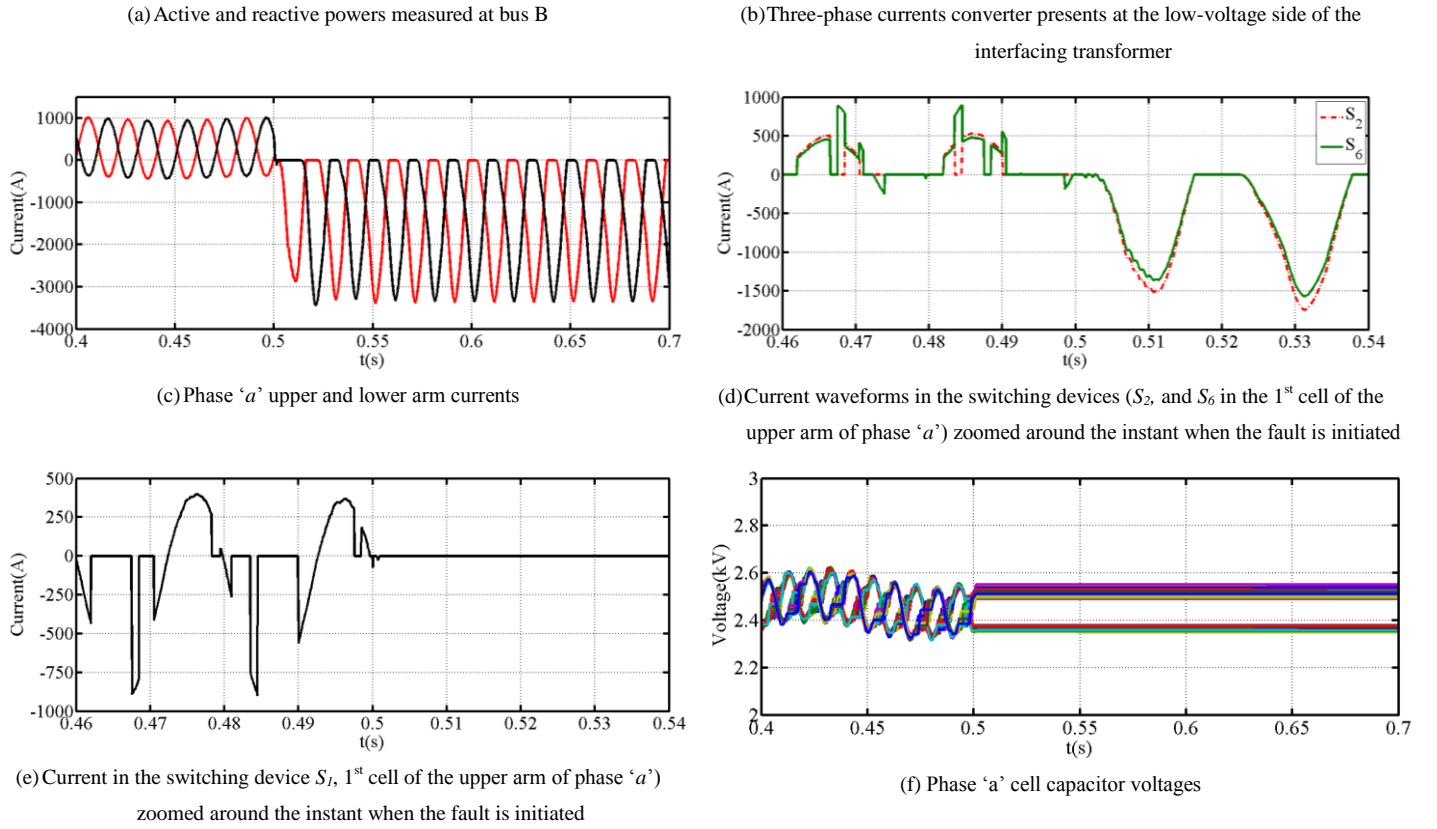 (a) Active and reactive powers measured at bus B
(b) Three-phase currents converter presents at the low-voltage side of the
interfacing transformer
1000
0
-1000
-2000
-3000
-4000
Current(A)
0.4 0.45 0.5 0.55 0.6 0.65 0.7
t(s)
(c) Phase ‘a’ upper and lower arm currents
1000
500
0
-500
-1000
-1500
-2000
Current(A)
S2
S6
0.46 0.47 0.48 0.49 0.5 0.51 0.52 0.53 0.54
t(s)
(d) Current waveforms in the switching devices (S2, and S6 in the 1st cell of the
upper arm of phase ‘a’) zoomed around the instant when the fault is initiated
500
250
0
-250
-500
-750
-1000
Current(A)
0.46 0.47 0.48 0.49 0.5 0.51 0.52 0.53 0.54
t(s)
(e) Current in the switching device S1, 1st cell of the upper arm of phase ‘a’)
zoomed around the instant when the fault is initiated
3
2.8
2.6
2.4
2.2
2
Voltage(kV)
0.4 0.45 0.5 0.55 0.6 0.65 0.7
t(s)
(f) Phase ‘a’ cell capacitor voltages